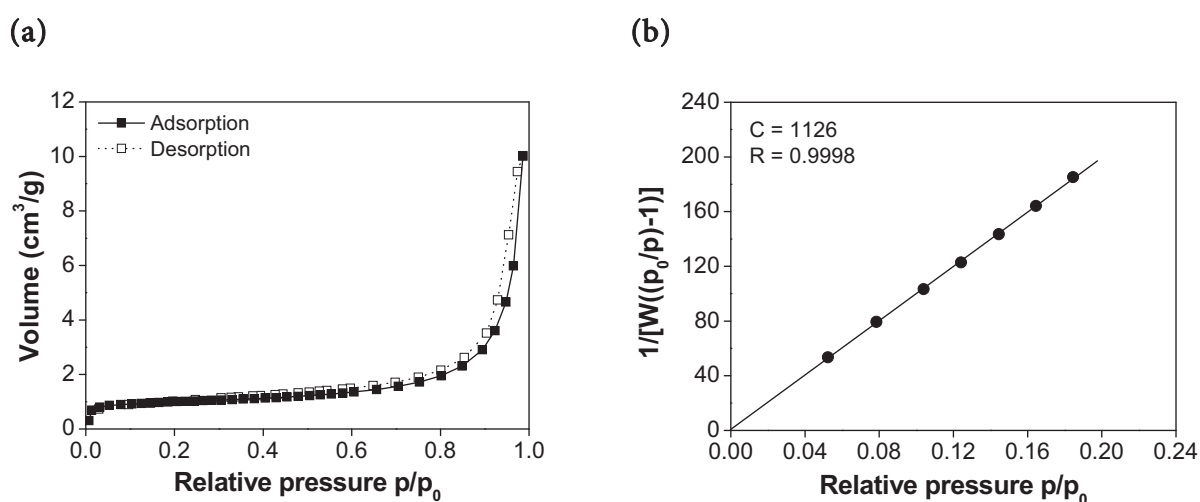 (a)
12
10
8
6
4
2
0
Volume (cm³/g)
Adsorption
Desorption
0.0 0.2 0.4 0.6 0.8 1.0
Relative pressure p/p₀
(b)
240
200
160
120
80
40
0
1/[W((p₀/p)-1)]
C = 1126
R = 0.9998
0.00 0.04 0.08 0.12 0.16 0.20 0.24
Relative pressure p/p₀